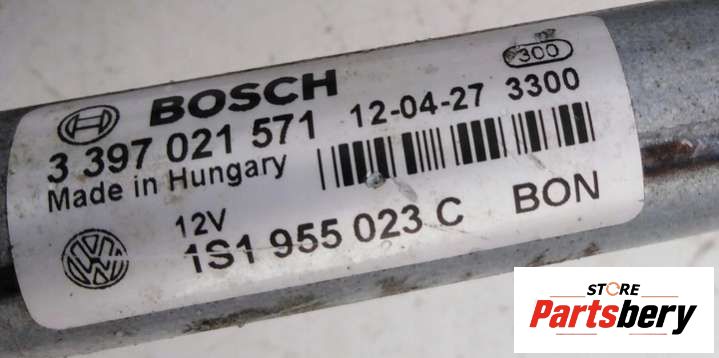 300
BOSCH
3 397 021 571 12-04-27 3300
Made in Hungary
12V
1S1 955 023 C BON
STORE
Partsbery